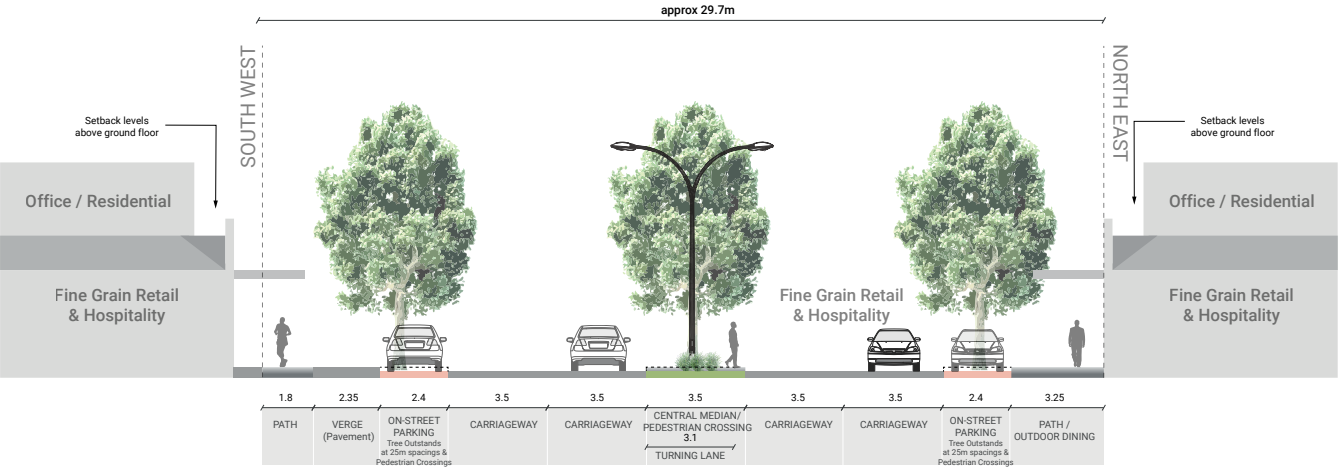 approx 29.7m
SOUTH WEST
NORTH EAST
Setback levels
above ground floor
Setback levels
above ground floor
Office / Residential
Office / Residential
Fine Grain Retail
& Hospitality
Fine Grain Retail
& Hospitality
Fine Grain Retail
& Hospitality
1.8
2.35
2.4
3.5
3.5
3.5
3.5
3.5
2.4
3.25
PATH
VERGE
(Pavement)
ON-STREET
PARKING
Tree Outstands
at 25m spacings &
Pedestrian Crossings
CARRIAGEWAY
CARRIAGEWAY
CENTRAL MEDIAN/
PEDESTRIAN CROSSING
3.1
TURNING LANE
CARRIAGEWAY
CARRIAGEWAY
ON-STREET
PARKING
Tree Outstands
at 25m spacings &
Pedestrian Crossings
PATH /
OUTDOOR DINING